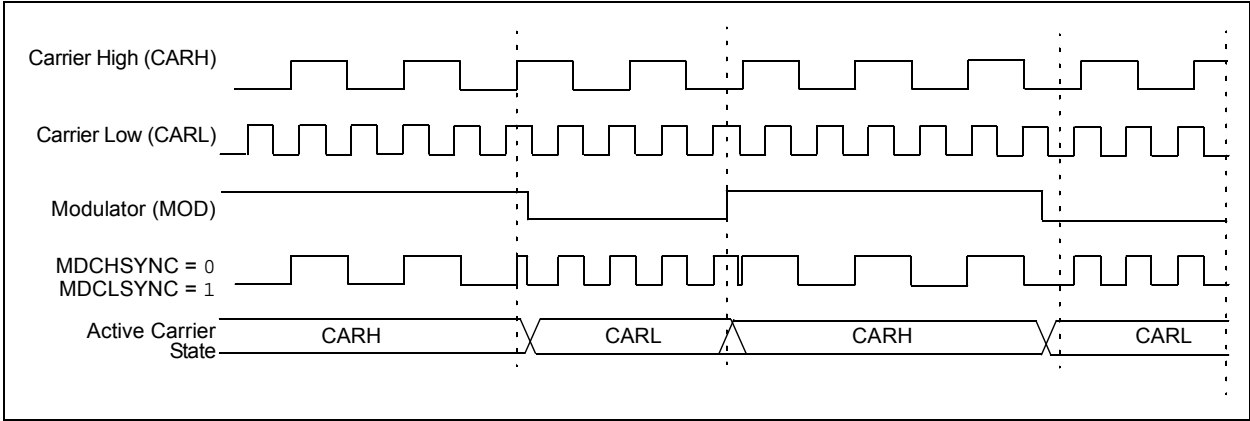 Carrier High (CARH)
Carrier Low (CARL)
Modulator (MOD)
MDCHSYNC = 0
MDCLSYNC = 1
Active Carrier
State
CARH
CARL
CARH
CARL